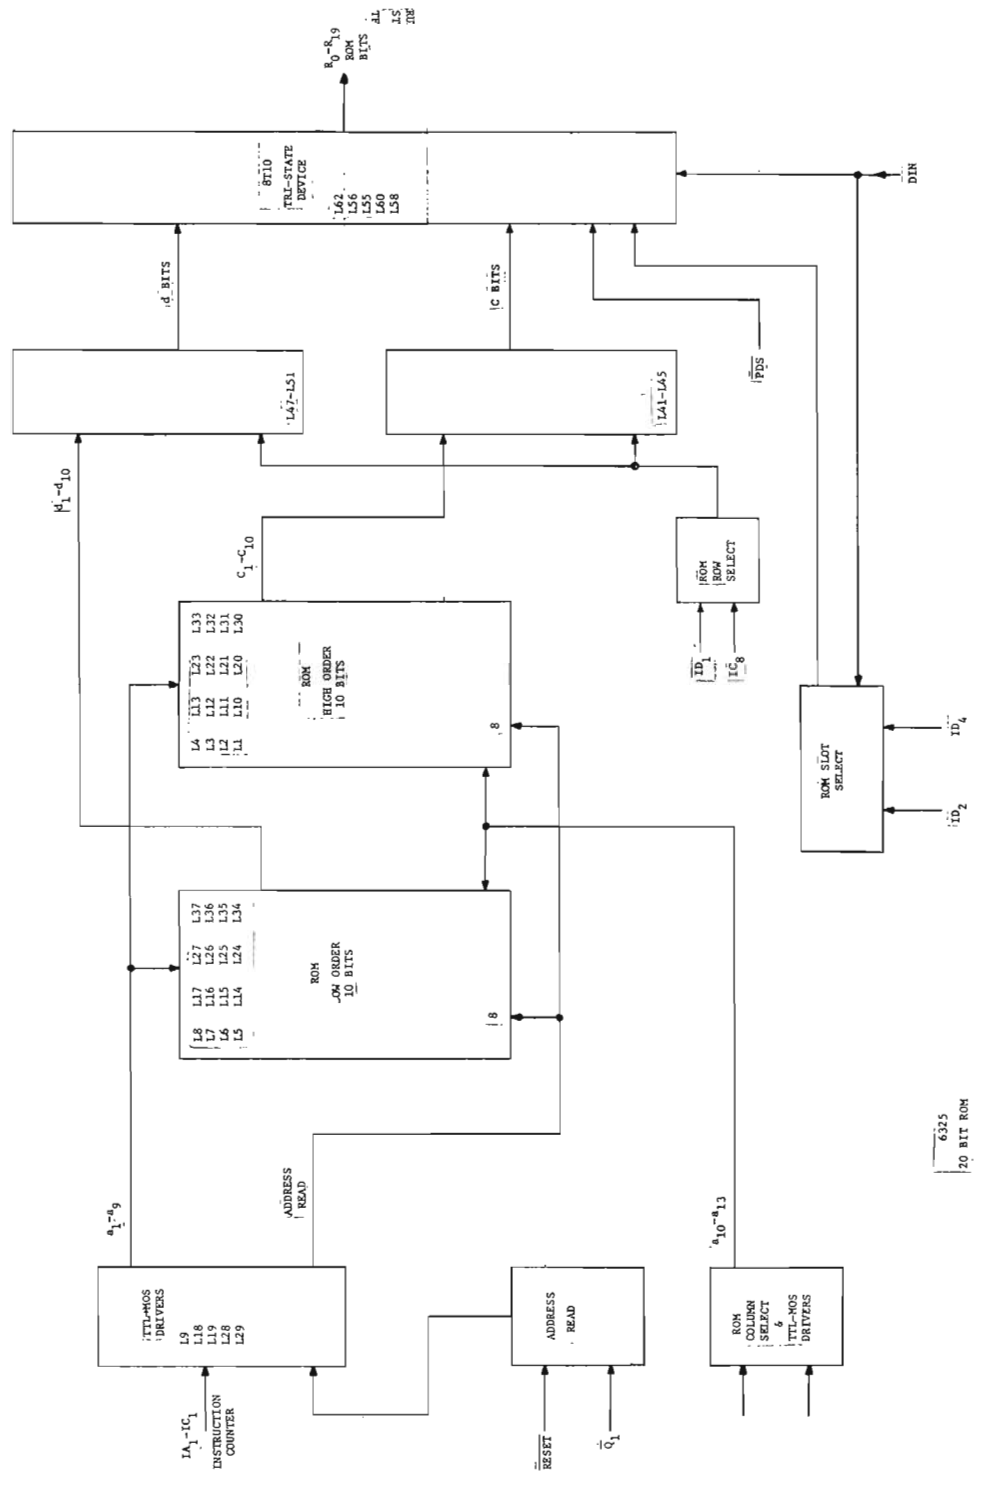 R0-R19
ROM
BITS
8T10
TRI-STATE
DEVICE
L62
L56
L55
L60
L58
DIN
d BITS
C BITS
L47-L51
L41-L45
PDS
d1-d10
C1-C10
ROM
ROW
SELECT
ID1
IC8
L4 L13 L23 L33
L3 L12 L22 L32
L2 L11 L21 L31
L1 L10 L20 L30
ROM
HIGH ORDER
10 BITS
8
ROM SLOT
SELECT
ID2
ID4
L8 L17 L27 L37
L7 L16 L26 L36
L6 L15 L25 L35
L5 L14 L24 L34
ROM
LOW ORDER
10 BITS
8
a1-a9
ADDRESS
READ
a10-a13
TTL-MOS
DRIVERS
L9
L18
L19
L28
L29
IA1-IC1
INSTRUCTION
COUNTER
ADDRESS
READ
RESET
Q1
ROM
COLUMN
SELECT
&
TTL-MOS
DRIVERS
6325
20 BIT ROM